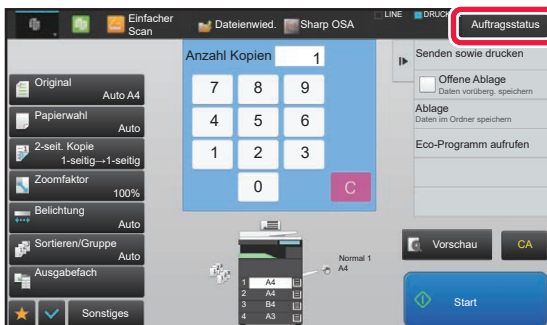 Einfacher Scan
Dateienwied.
Sharp OSA
LINE
DRUCK
Auftragsstatus
Original
Auto A4
Papierwahl
Auto
2-seit. Kopie
1-seitig→1-seitig
Zoomfaktor
100%
Belichtung
Auto
Sortieren/Gruppe
Auto
Ausgabefach
Sonstiges
Anzahl Kopien 1
7 8 9
4 5 6
1 2 3
0 C
Normal 1
A4
1 A4
2 A4
3 B4
4 A3
Senden sowie drucken
Offene Ablage
Daten vorüberg. speichern
Ablage
Daten im Ordner speichern
Eco-Programm aufrufen
Vorschau
CA
Start